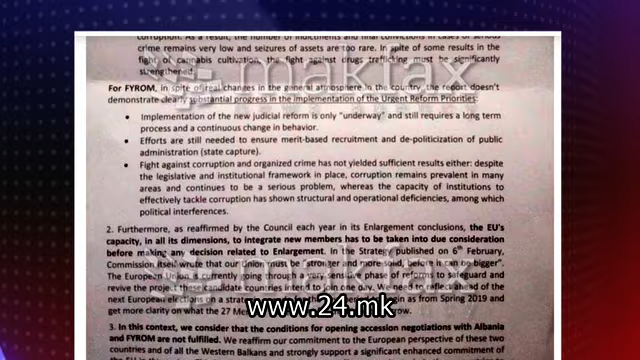 corruption. As a result, the number of indictments and final convictions in cases of serious
crime remains very low and seizures of assets are too rare. In spite of some results in the
fight of cannabis cultivation, the fight against drugs trafficking must be significantly
strengthened.
makfax
For FYROM, in spite of real changes in the general atmosphere in the country, the report doesn't
demonstrate clearly substantial progress in the implementation of the Urgent Reform Priorities:
• Implementation of the new judicial reform is only "underway" and still requires a long term
process and a continuous change in behavior.
• Efforts are still needed to ensure merit-based recruitment and de-politicization of public
administration (state capture).
• Fight against corruption and organized crime has not yielded sufficient results either: despite
the legislative and institutional framework in place, corruption remains prevalent in many
areas and continues to be a serious problem, whereas the capacity of institutions to
effectively tackle corruption has shown structural and operational deficiencies, among which
political interferences.
2. Furthermore, as reaffirmed by the Council each year in its Enlargement conclusions, the EU's
capacity, in all its dimensions, to integrate new members has to be taken into due consideration
before making any decision related to Enlargement. In the Strategy published on 6th February,
Commission itself wrote that our Union must be "stronger and more solid, before it can be bigger".
The European Union is currently going through a very sensitive phase of reforms to safeguard and
revive the project the candidate countries intend to join one day. We need to
next European elections on a strategic as from Spring 2019 and
get more clarity on what the 27 Me
makfax
www.24.mk
3. In this context, we consider that the conditions for opening accession negotiations with Albania
and FYROM are not fulfilled. We reaffirm our commitment to the European perspective of these two
countries and of all the Western Balkans and strongly support a significant enhanced commitment of